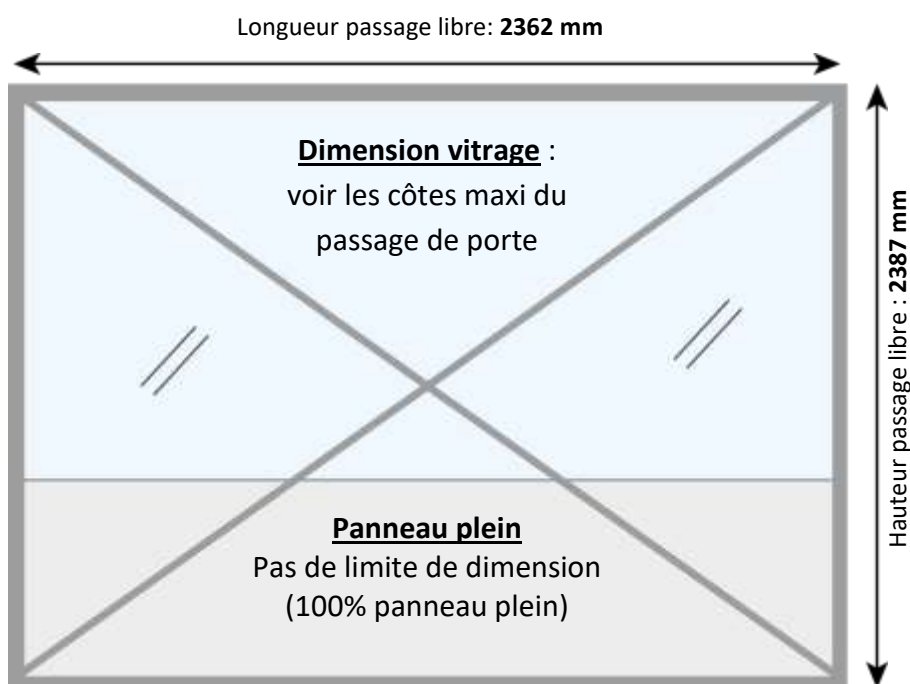 Longueur passage libre: 2362 mm
Dimension vitrage :
voir les côtes maxi du
passage de porte
Hauteur passage libre : 2387 mm
Panneau plein
Pas de limite de dimension
(100% panneau plein)